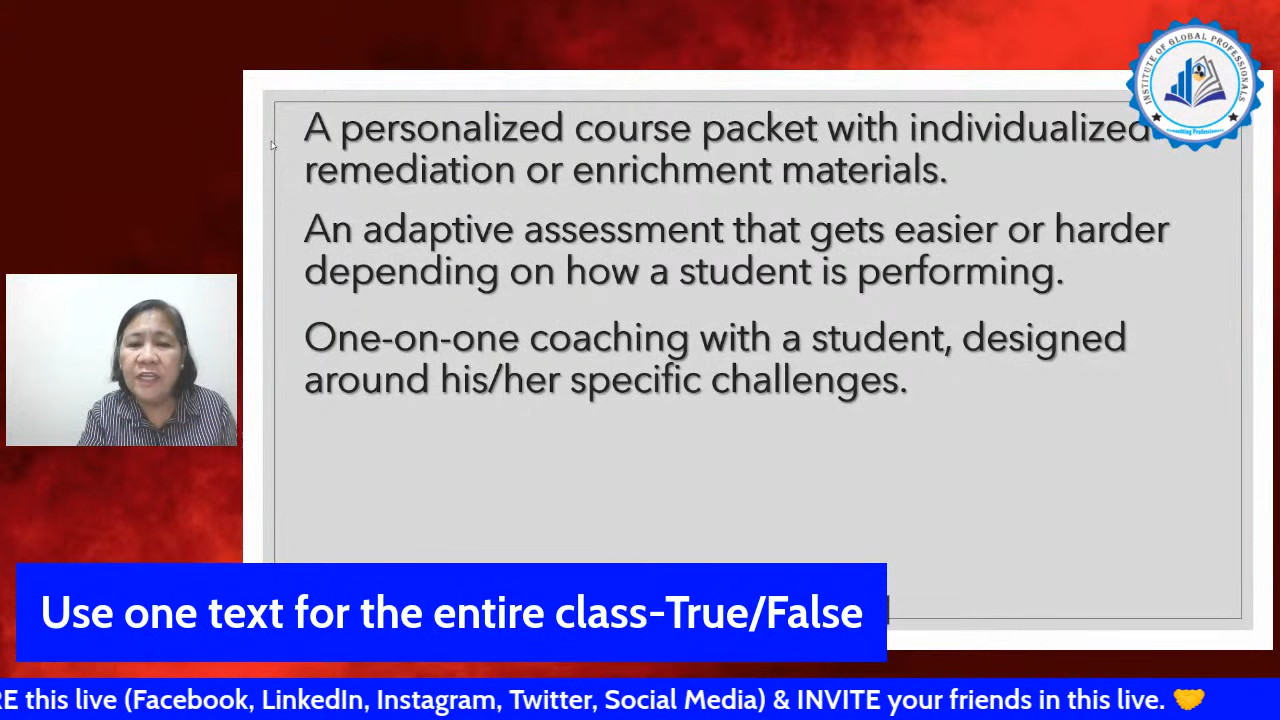 INSTITUTE OF GLOBAL PROFESSIONALS
A personalized course packet with individualized
remediation or enrichment materials.
An adaptive assessment that gets easier or harder
depending on how a student is performing.
One-on-one coaching with a student, designed
around his/her specific challenges.
Use one text for the entire class-True/False
RE this live (Facebook, LinkedIn, Instagram, Twitter, Social Media) & INVITE your friends in this live. 🤝